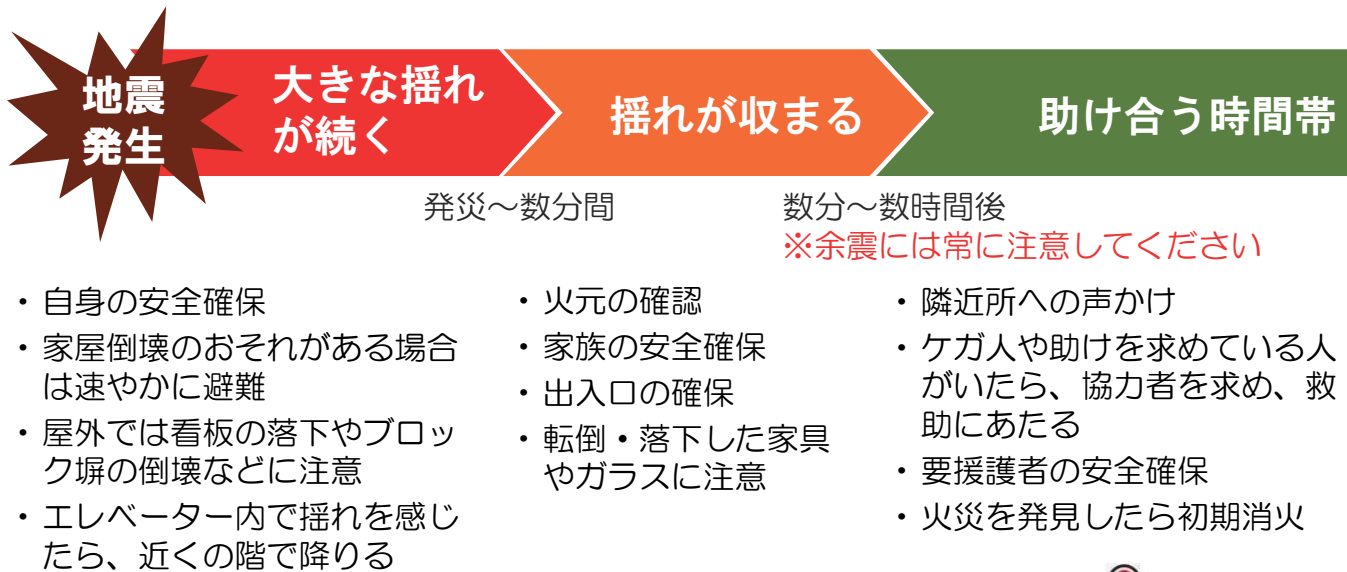 地震
発生
大きな揺れ
が続く
揺れが収まる
助け合う時間帯
発災~数分間
数分~数時間後
※余震には常に注意してください
・自身の安全確保
・家屋倒壊のおそれがある場合
は速やかに避難
・屋外では看板の落下やブロッ
ク塀の倒壊などに注意
・エレベーター内で揺れを感じ
たら、近くの階で降りる
・火元の確認
・家族の安全確保
・出入口の確保
・転倒・落下した家具
やガラスに注意
・隣近所への声かけ
・ケガ人や助けを求めている人
がいたら、協力者を求め、救
助にあたる
・要援護者の安全確保
・火災を発見したら初期消火